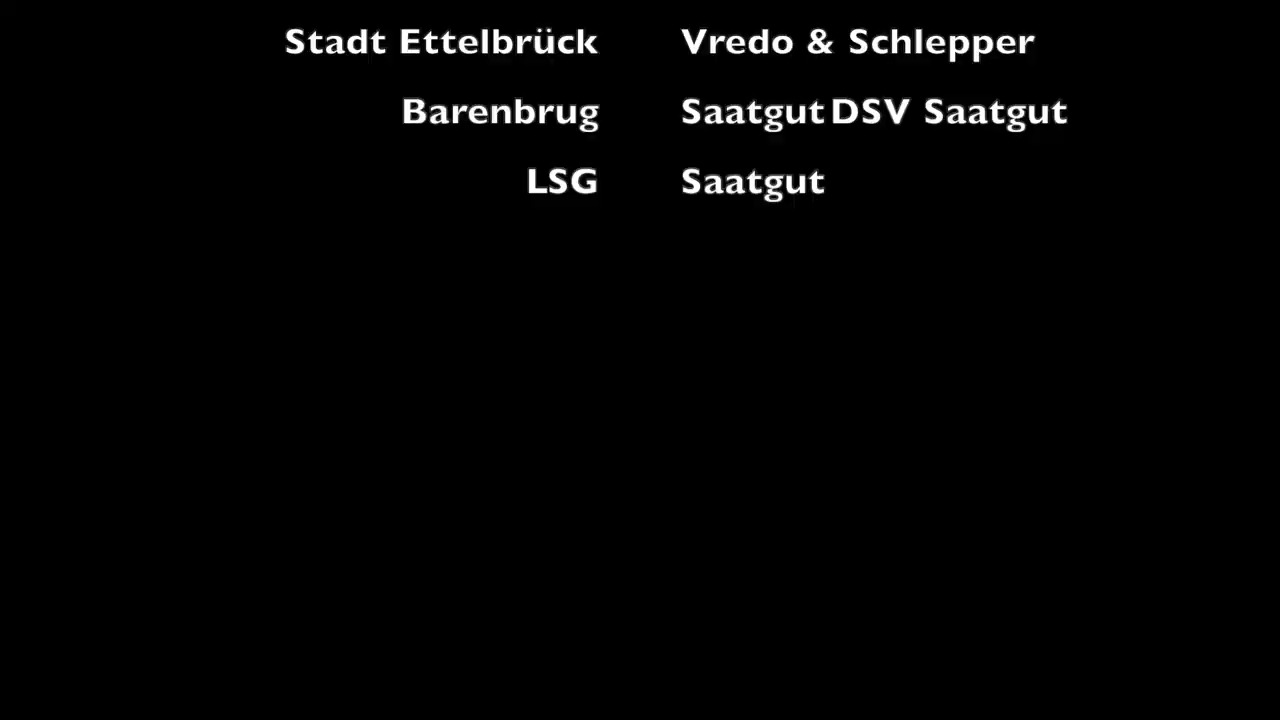 Stadt Ettelbrück Vredo & Schlepper
Barenbrug Saatgut DSV Saatgut
LSG Saatgut